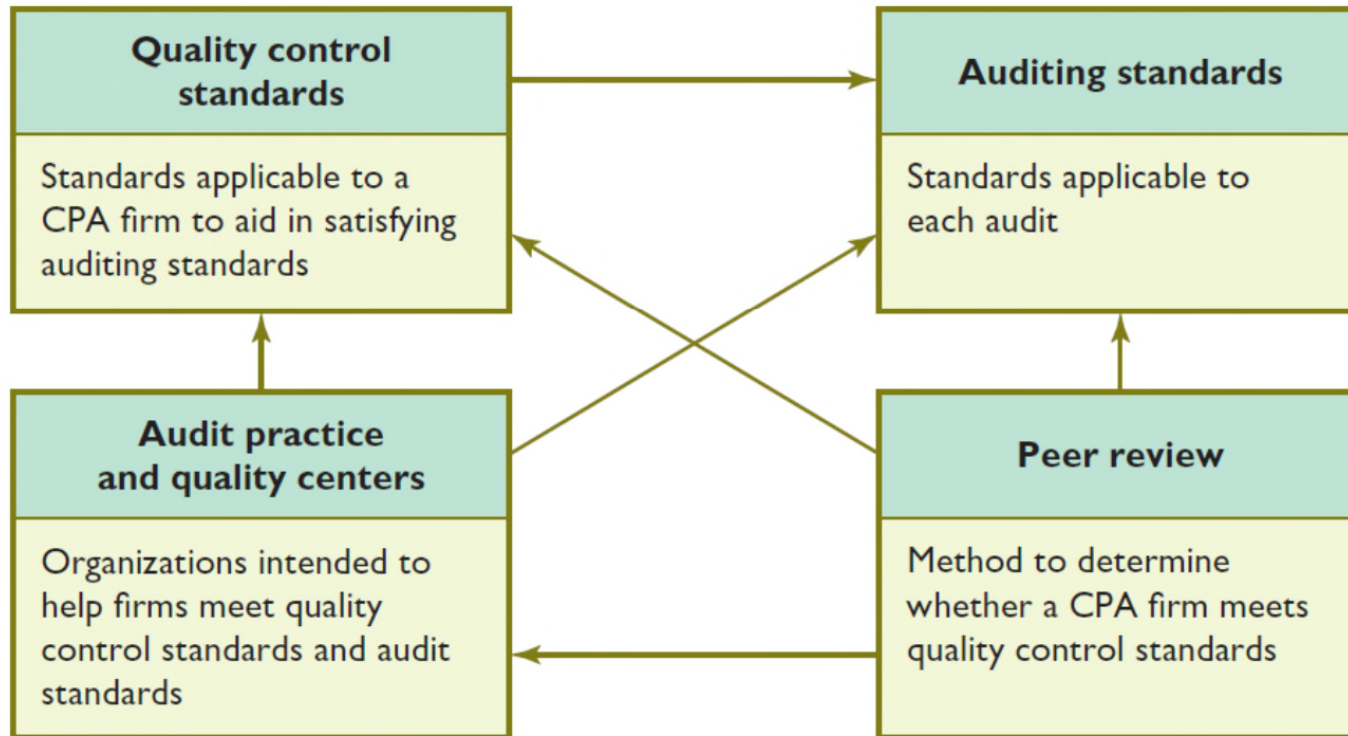 Quality control
standards
Standards applicable to a
CPA firm to aid in satisfying
auditing standards
Auditing standards
Standards applicable to
each audit
Audit practice
and quality centers
Organizations intended to
help firms meet quality
control standards and audit
standards
Peer review
Method to determine
whether a CPA firm meets
quality control standards